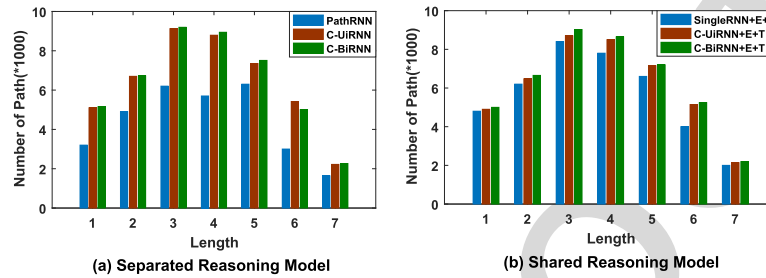 10
8
6
4
2
0
Number of Path(*1000)
PathRNN
C-UiRNN
C-BiRNN
1 2 3 4 5 6 7
Length
(a) Separated Reasoning Model
10
8
6
4
2
0
Number of Path(*1000)
SingleRNN+E+
C-UiRNN+E+T
C-BiRNN+E+T
1 2 3 4 5 6 7
Length
(b) Shared Reasoning Model